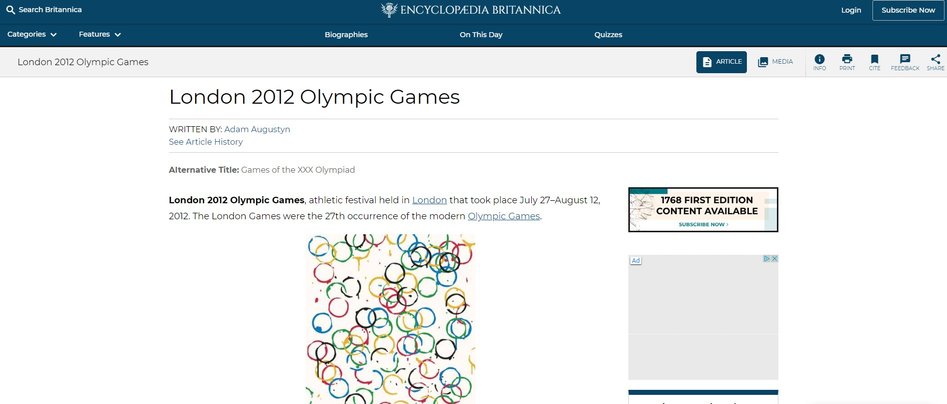 Search Britannica
ENCYCLOPÆDIA BRITANNICA
Login
Subscribe Now
Categories
Features
Biographies
On This Day
Quizzes
London 2012 Olympic Games
ARTICLE
MEDIA
INFO
PRINT
CITE
FEEDBACK
SHARE
London 2012 Olympic Games
WRITTEN BY: Adam Augustyn
See Article History
Alternative Title: Games of the XXX Olympiad
London 2012 Olympic Games, athletic festival held in London that took place July 27–August 12,
2012. The London Games were the 27th occurrence of the modern Olympic Games.
1768 FIRST EDITION
CONTENT AVAILABLE
SUBSCRIBE NOW ›
Ad